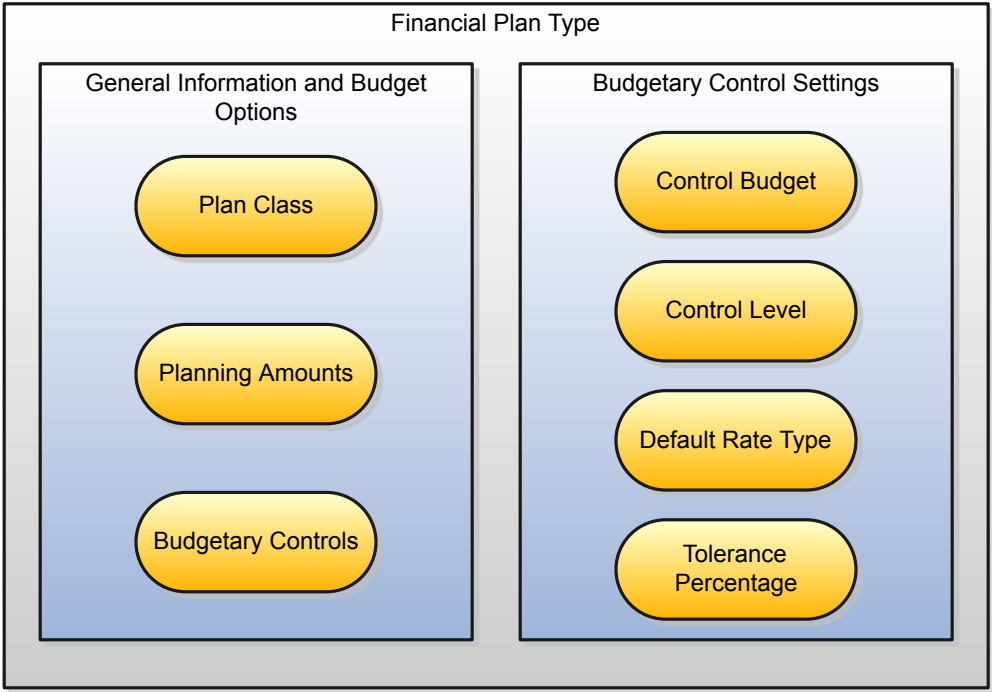 Financial Plan Type
General Information and Budget
Options
Plan Class
Planning Amounts
Budgetary Controls
Budgetary Control Settings
Control Budget
Control Level
Default Rate Type
Tolerance
Percentage